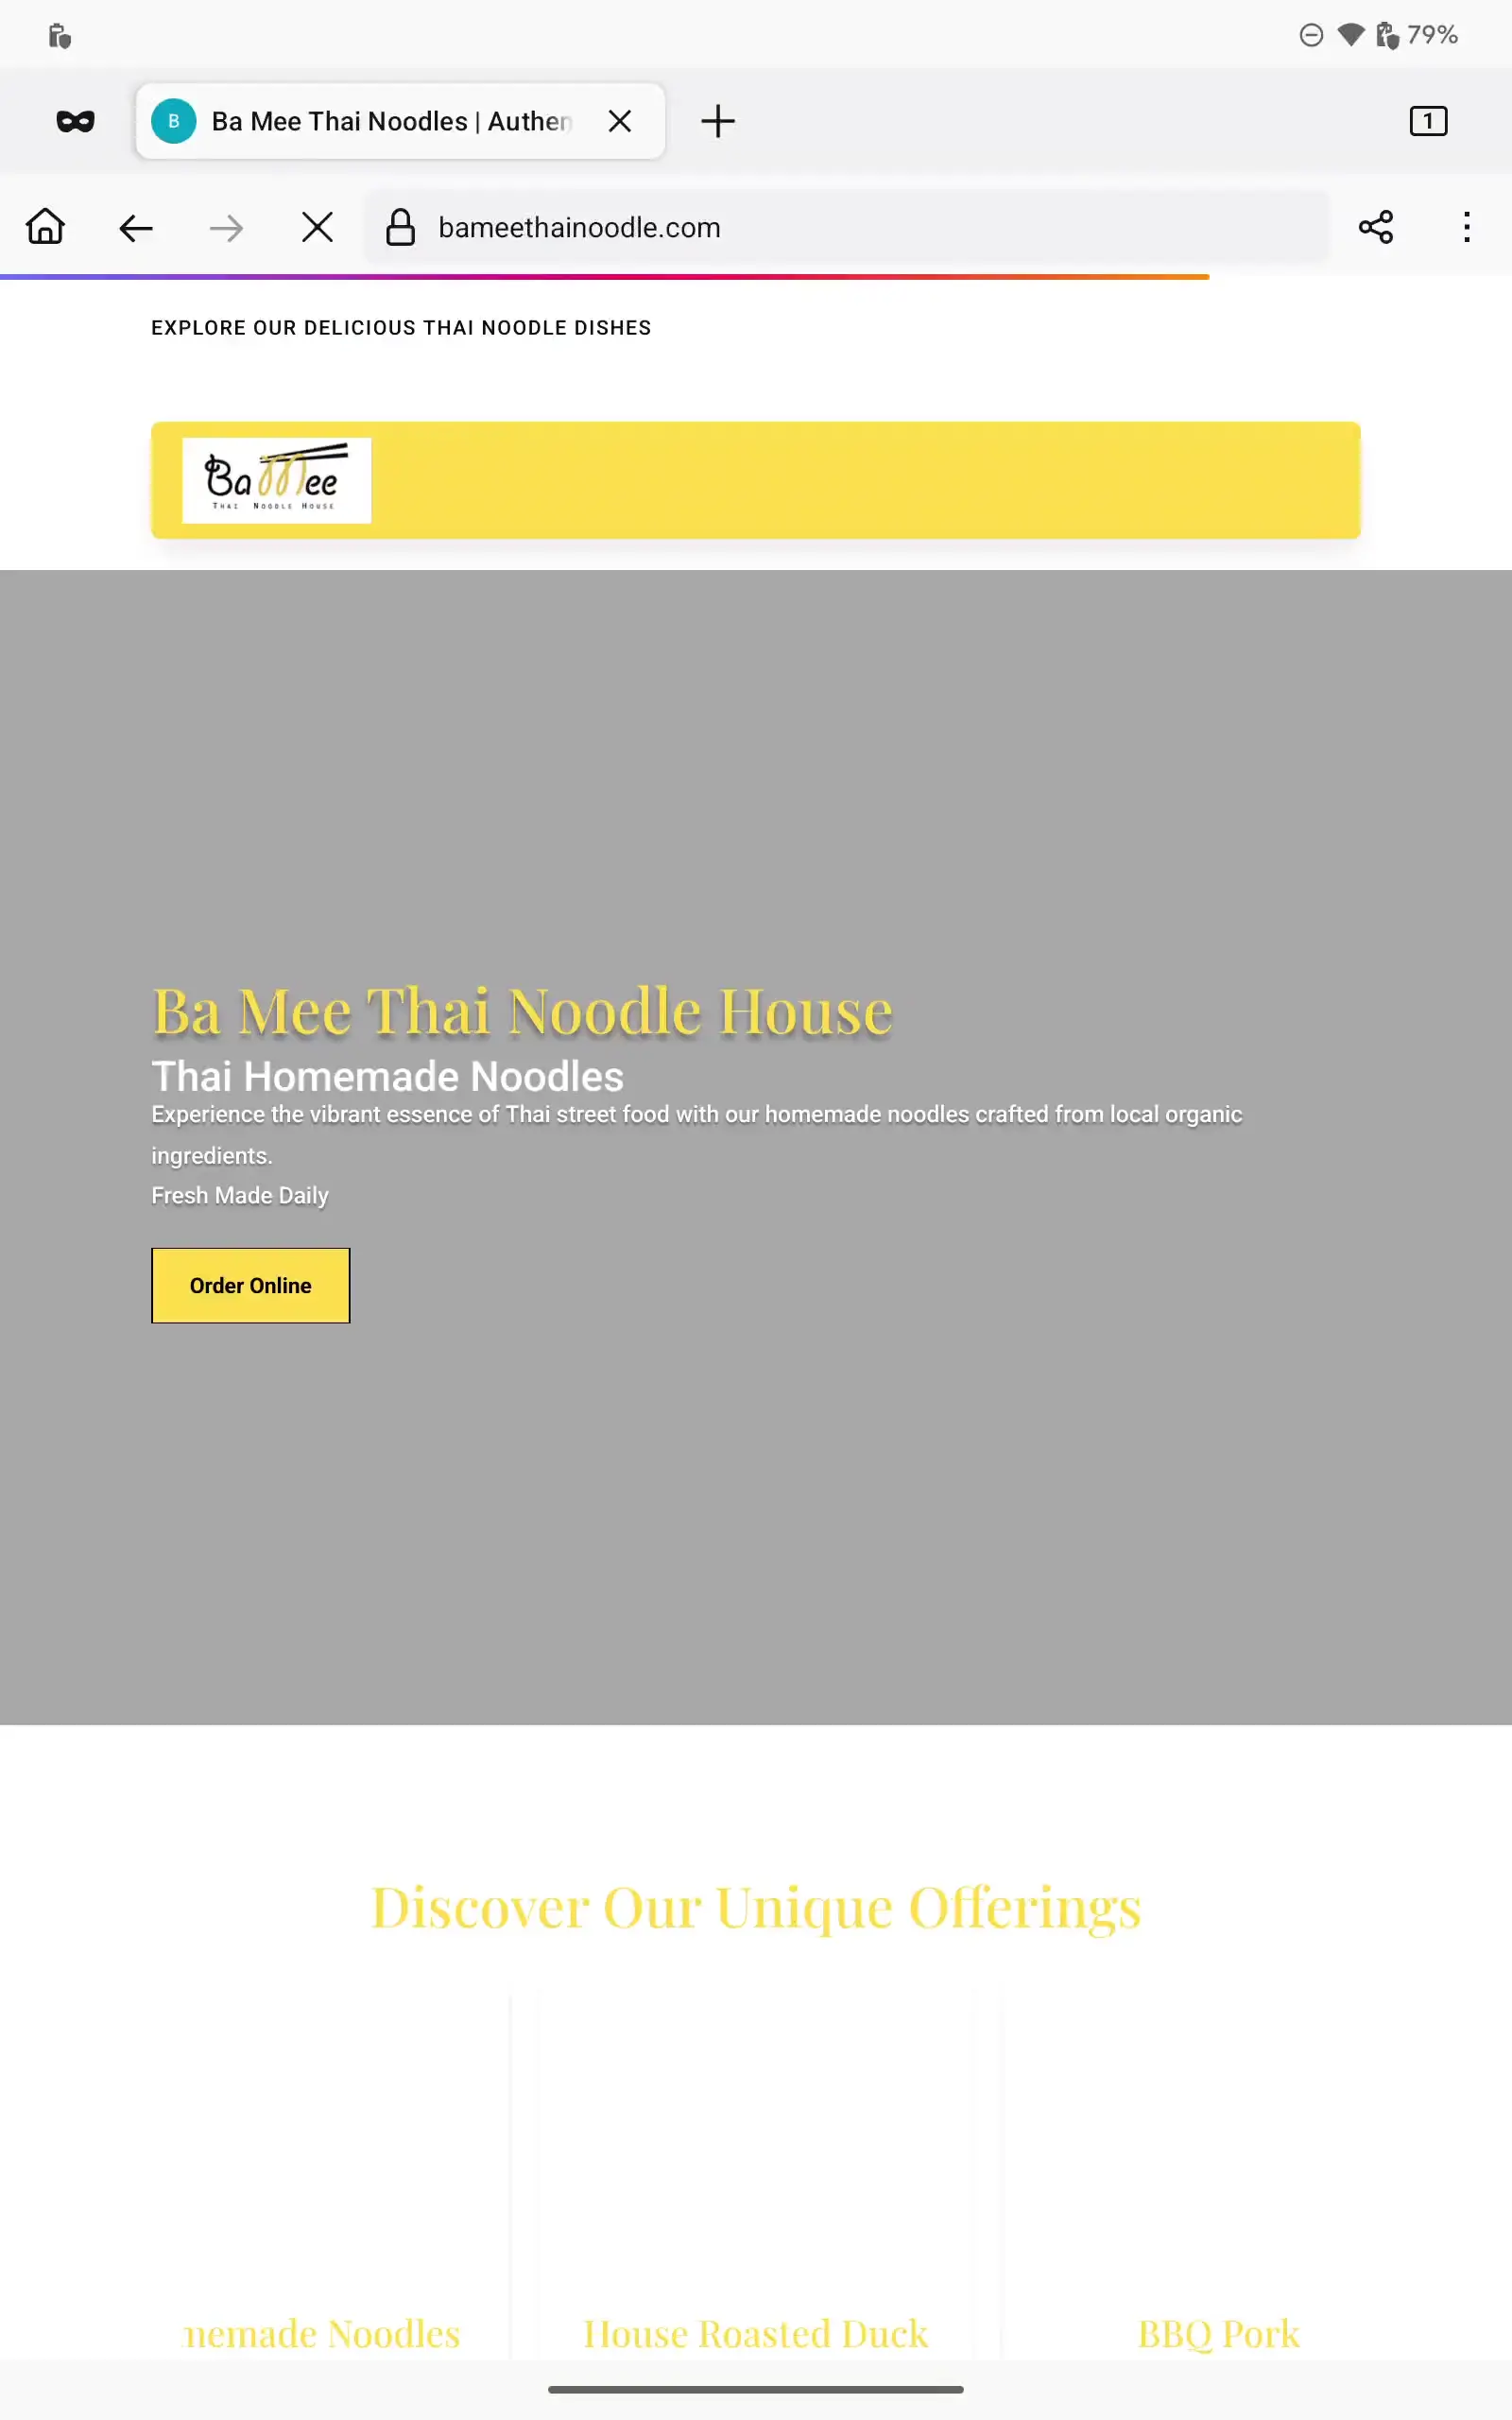 79%
B Ba Mee Thai Noodles | Authen
1
bameethainoodle.com
EXPLORE OUR DELICIOUS THAI NOODLE DISHES
Ba Mee
THAI NOODLE HOUSE
Ba Mee Thai Noodle House
Thai Homemade Noodles
Experience the vibrant essence of Thai street food with our homemade noodles crafted from local organic
ingredients.
Fresh Made Daily
Order Online
Discover Our Unique Offerings
memade Noodles
House Roasted Duck
BBQ Pork